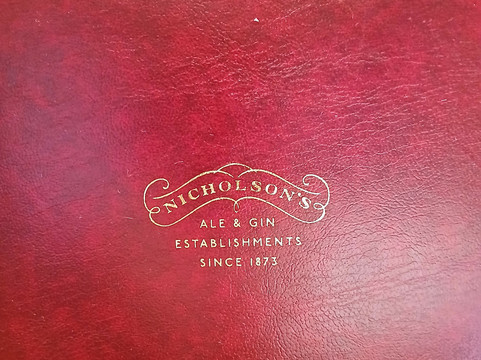 NICHOLSON'S
ALE & GIN
ESTABLISHMENTS
SINCE 1873